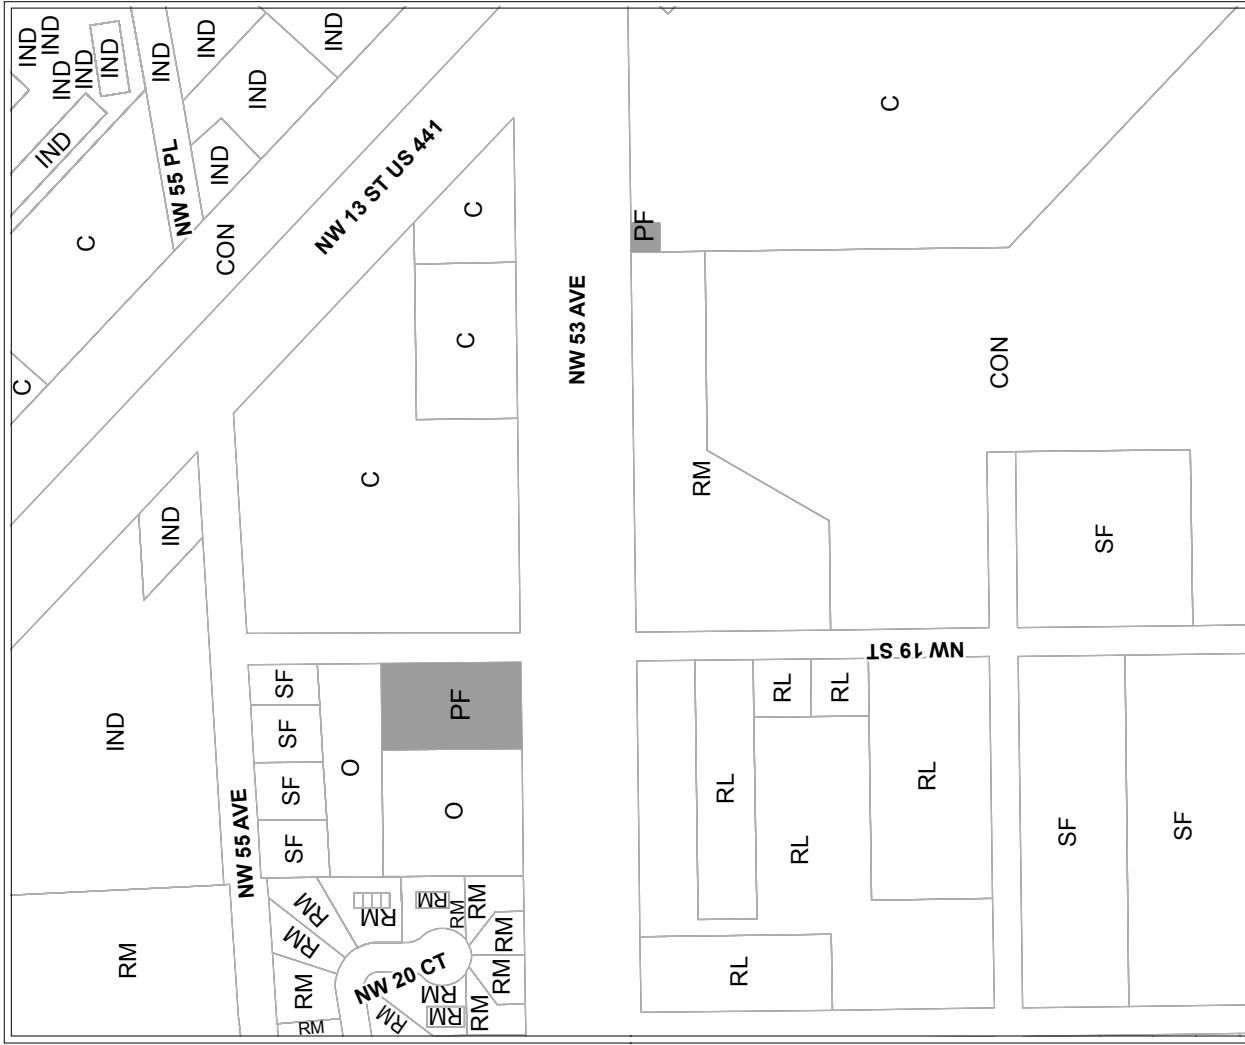 IND
IND
IND
IND
IND
IND
IND
IND
IND
IND
IND
NW 55 PL
C
CON
NW 13 ST US 441
C
C
C
C
IND
C
PF
NW 53 AVE
CON
RM
SF
NW 19 ST
IND
SF
SF
SF
SF
O
PF
O
NW 55 AVE
RL
RL
RL
RL
RL
RL
SF
SF
RM
RM
RM
RM
RM
RM
RM
RM
RM
RM
RM
NW 20 CT
RM
RM
RM
RM
RM